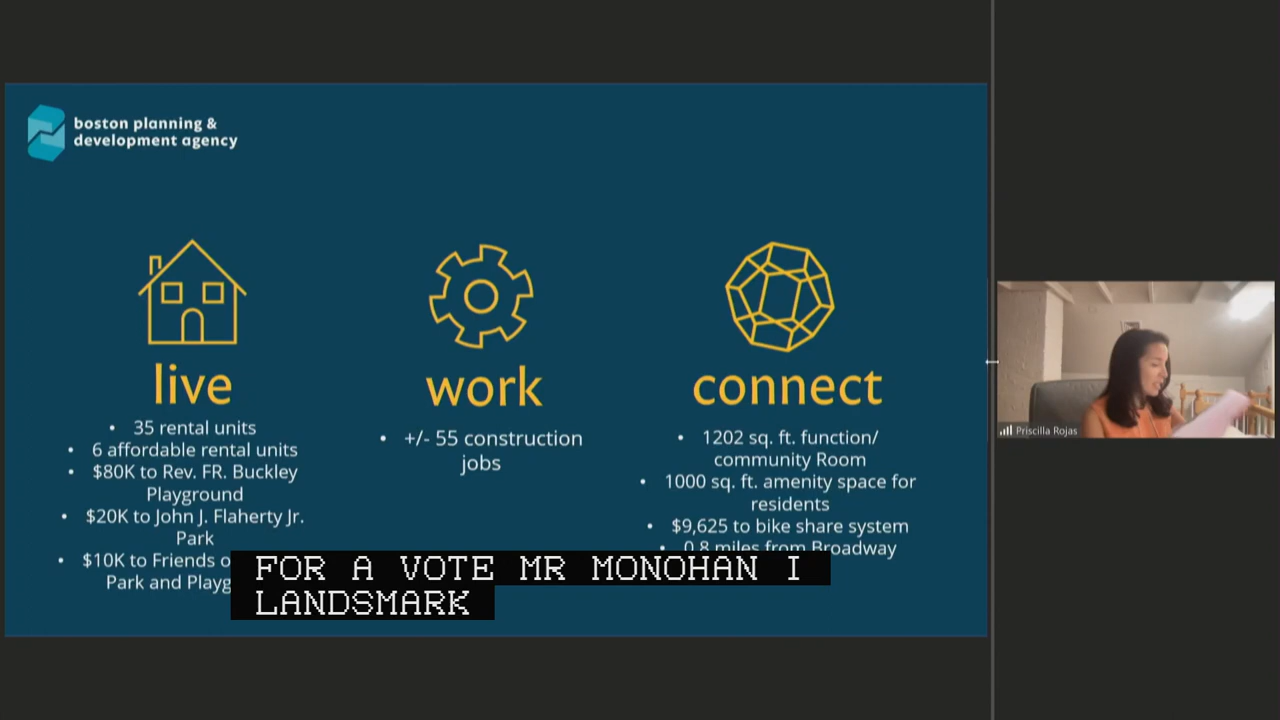 boston planning &
development agency
live
• 35 rental units
• 6 affordable rental units
• $80K to Rev. FR. Buckley
Playground
• $20K to John J. Flaherty Jr.
Park
• $10K to Friends
Park and
work
• +/- 55 construction
jobs
connect
• 1202 sq. ft. function/
community Room
• 1000 sq. ft. amenity space for
residents
• $9,625 to bike share system
• 0.8 miles from Broadway
FOR A VOTE MR MONOHAN I
LANDSMARK
Priscilla Rojas